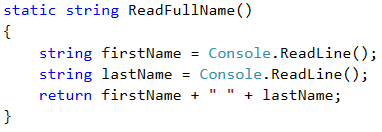 static string ReadFullName()
{
    string firstName = Console.ReadLine();
    string lastName = Console.ReadLine();
    return firstName + " " + lastName;
}